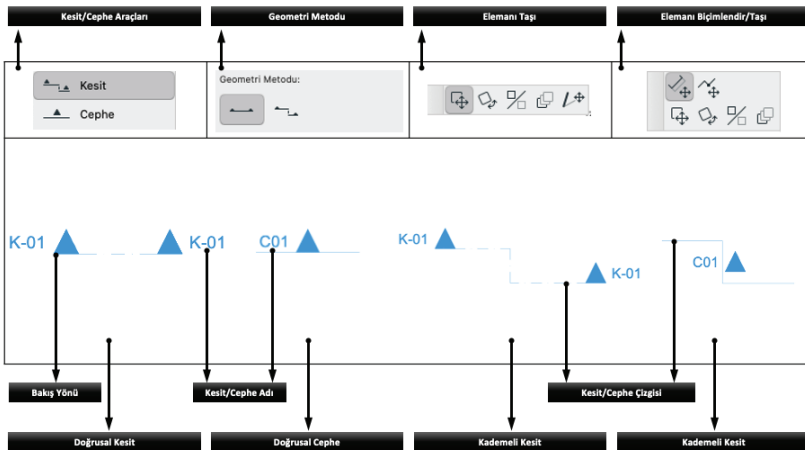 Kesit/Cephe Araçları
Geometri Metodu
Elemanı Taşı
Elemanı Biçimlendir/Taşı
Kesit
Cephe
Geometri Metodu:
K-01
K-01
C01
K-01
K-01
C01
Bakış Yönü
Kesit/Cephe Adı
Kesit/Cephe Çizgisi
Doğrusal Kesit
Doğrusal Cephe
Kademeli Kesit
Kademeli Kesit